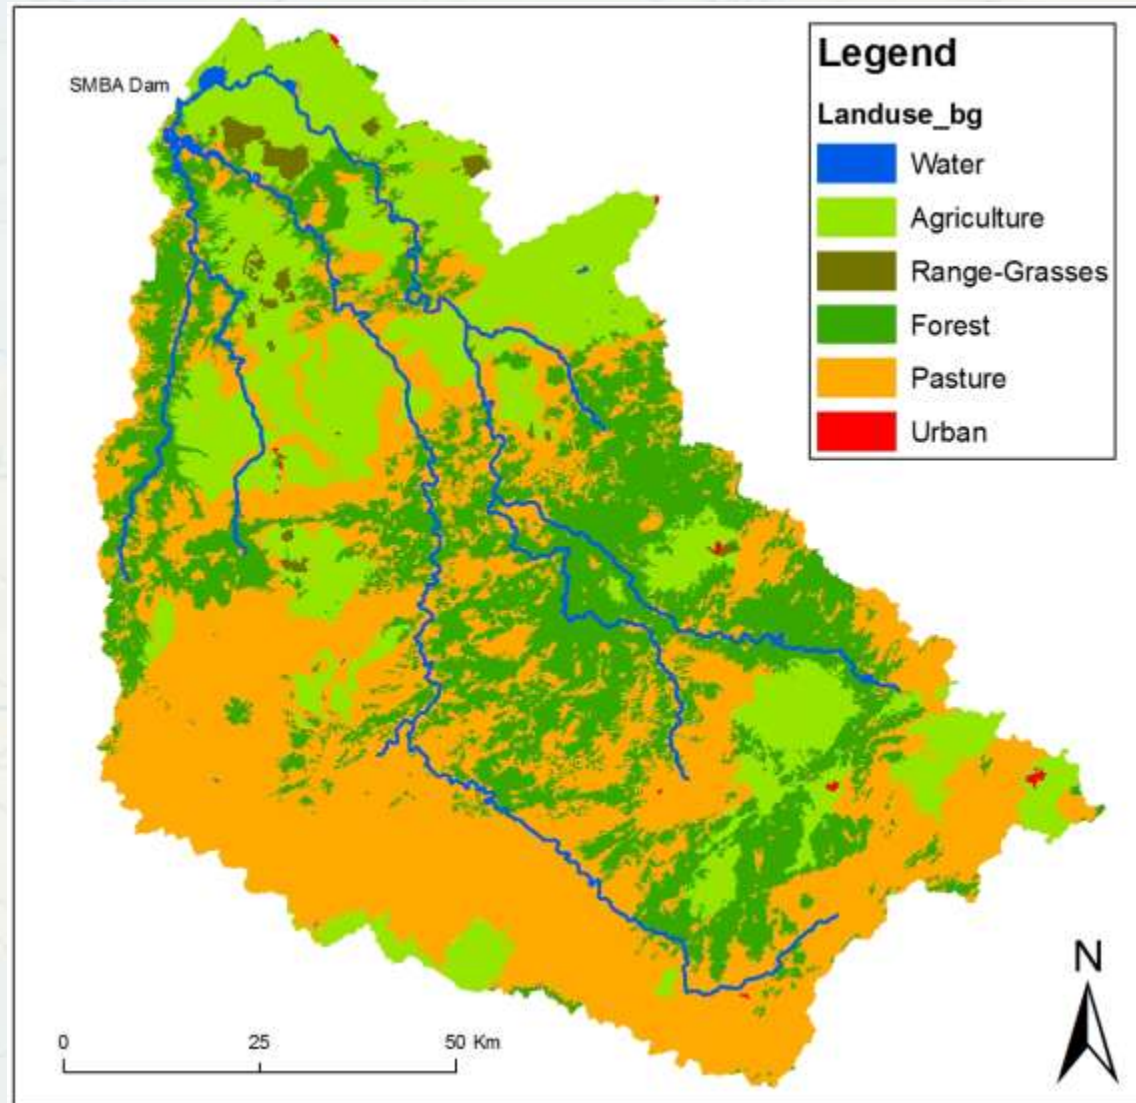 SMBA Dam
Legend
Landuse_bg
Water
Agriculture
Range-Grasses
Forest
Pasture
Urban
N
0 25 50 Km